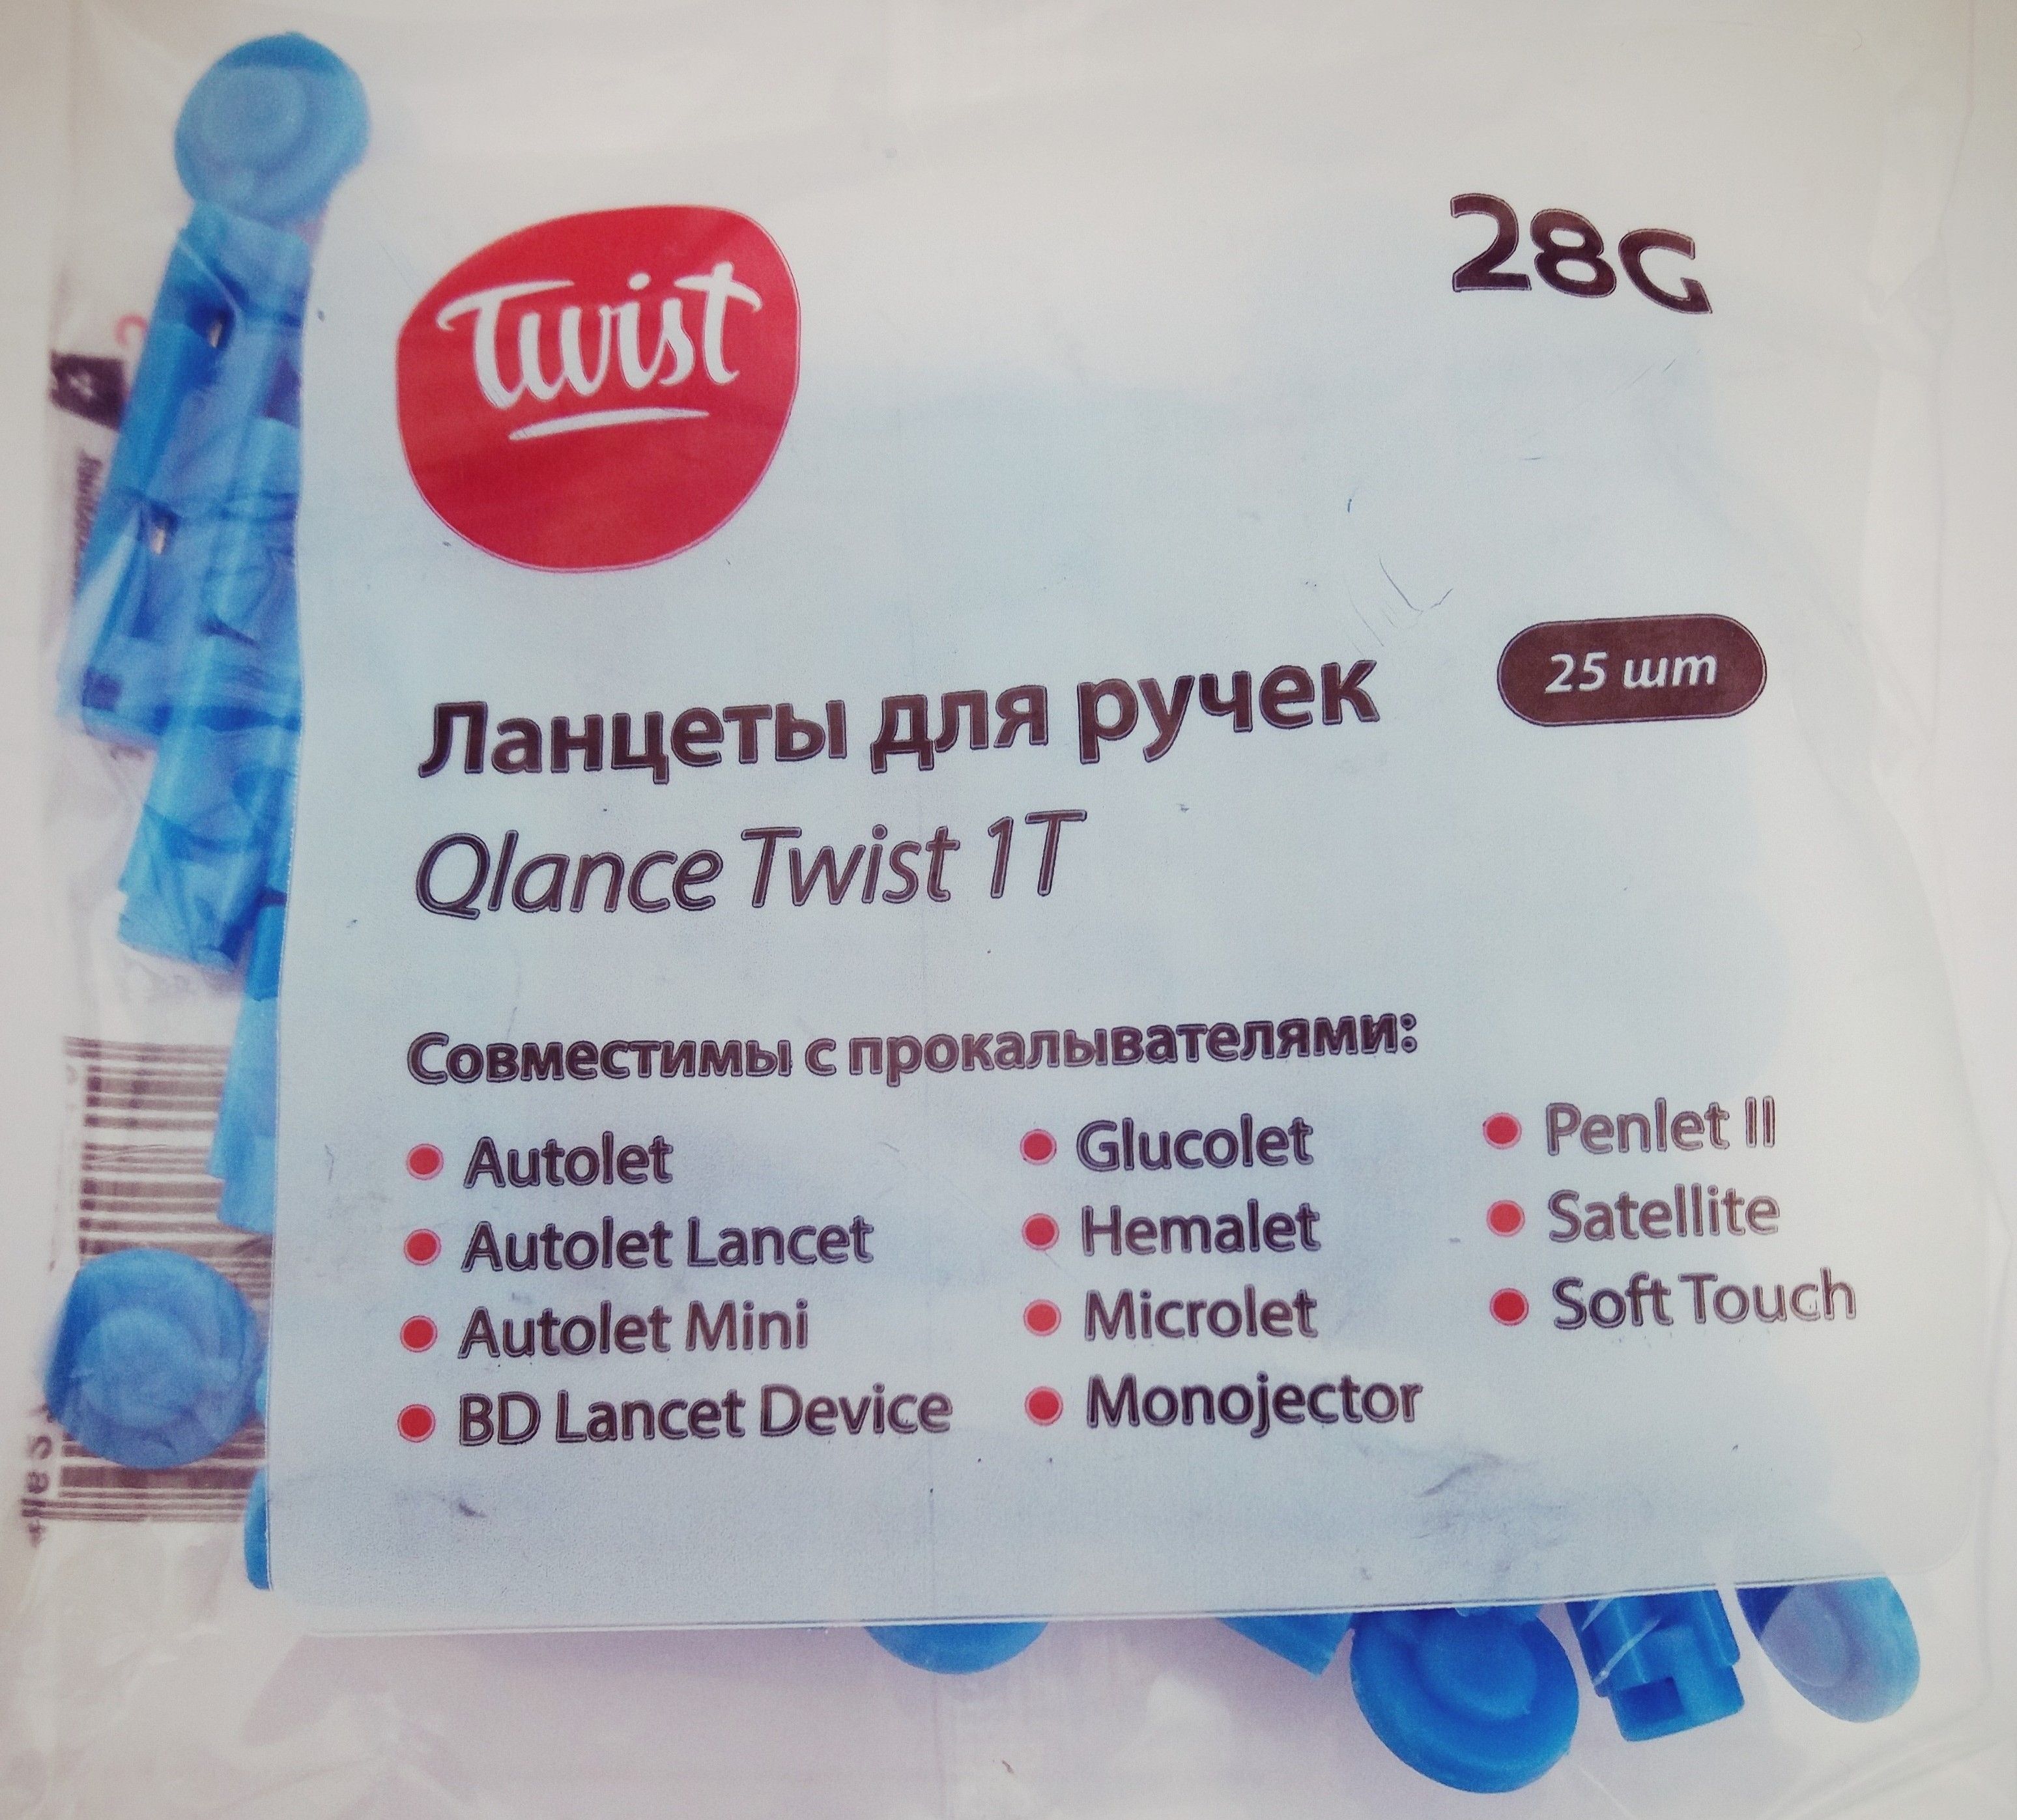 Twist
28G
Ланцеты для ручек
25 шт
Qlance Twist 1T
Совместимы с прокалывателями:
Autolet
Autolet Lancet
Autolet Mini
BD Lancet Device
Glucolet
Hemalet
Microlet
Monojector
Penlet II
Satellite
Soft Touch